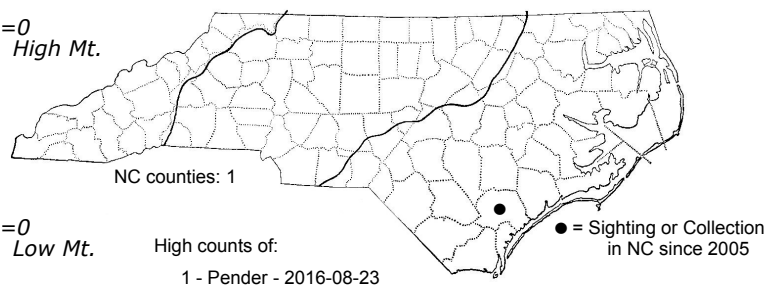 =0
High Mt.
NC counties: 1
=0
Low Mt.
High counts of:
1 - Pender - 2016-08-23
● = Sighting or Collection
in NC since 2005